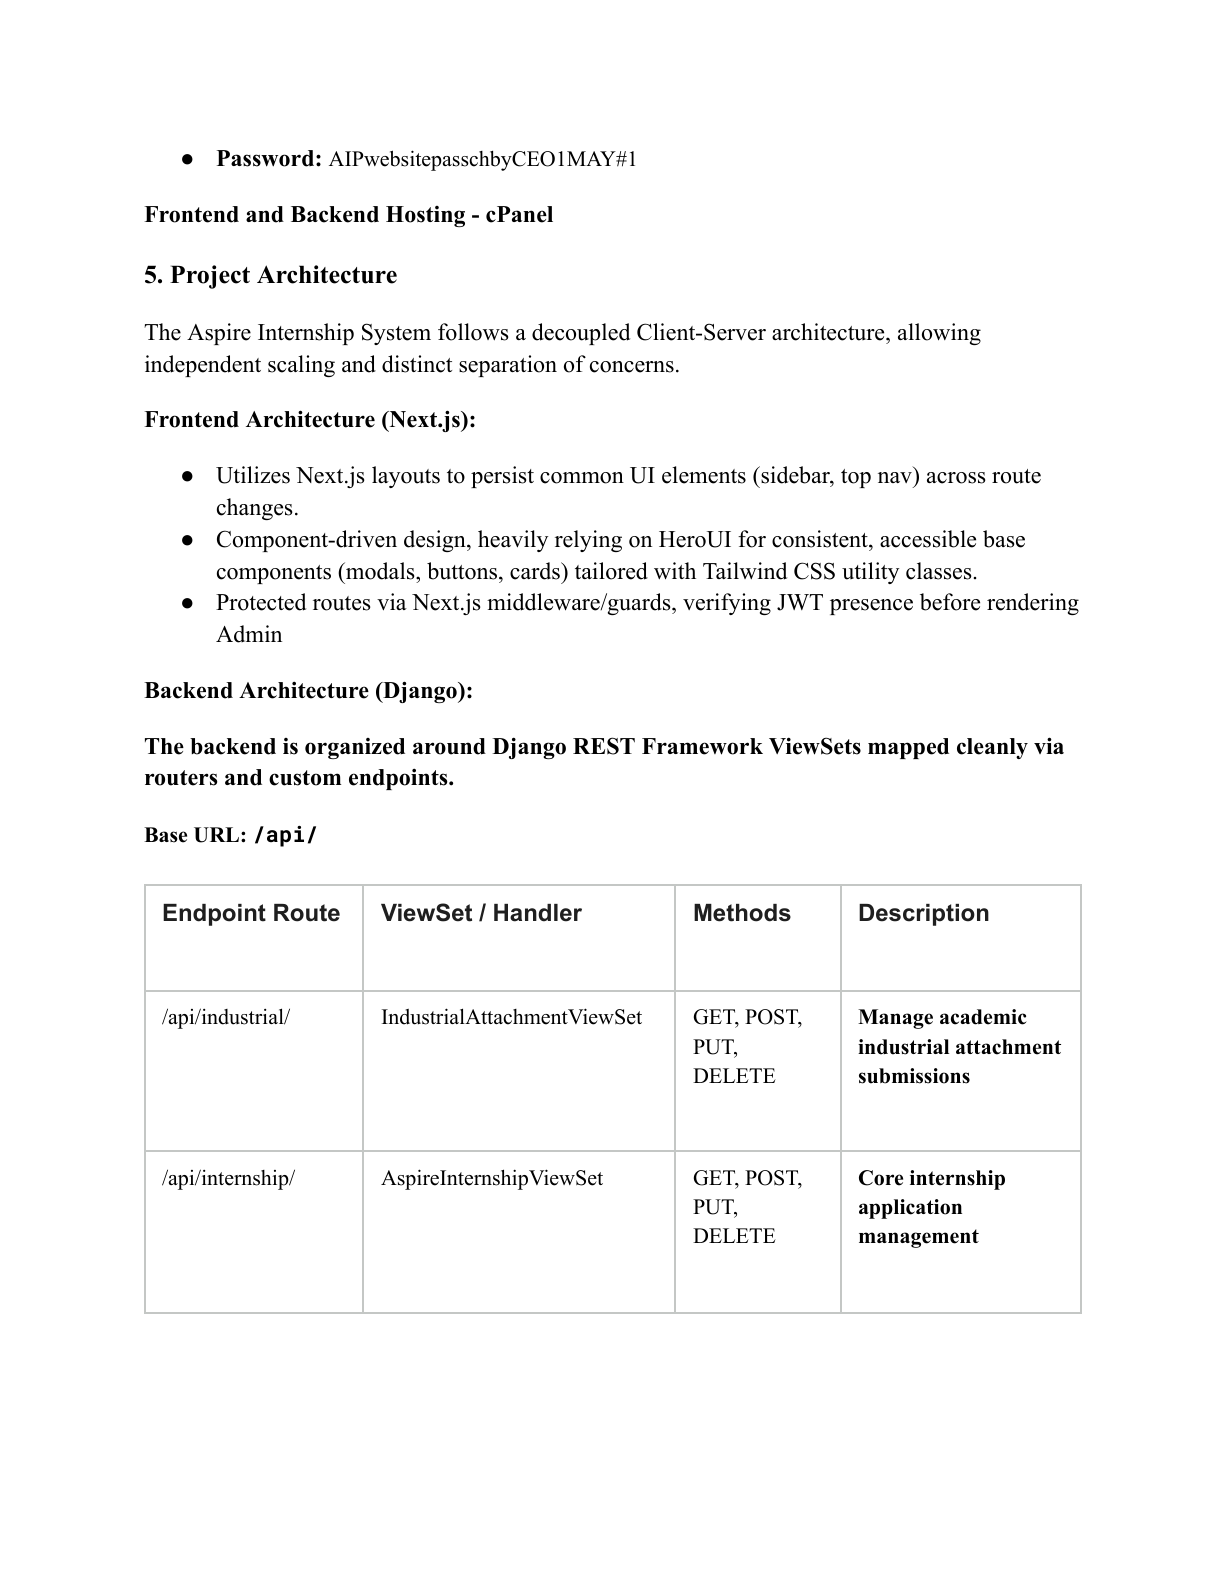 ● Password: AIPwebsitepasschbyCEO1MAY#1
Frontend and Backend Hosting - cPanel
5. Project Architecture
The Aspire Internship System follows a decoupled Client-Server architecture, allowing
independent scaling and distinct separation of concerns.
Frontend Architecture (Next.js):
● Utilizes Next.js layouts to persist common UI elements (sidebar, top nav) across route
changes.
● Component-driven design, heavily relying on HeroUI for consistent, accessible base
components (modals, buttons, cards) tailored with Tailwind CSS utility classes.
● Protected routes via Next.js middleware/guards, verifying JWT presence before rendering
Admin
Backend Architecture (Django):
The backend is organized around Django REST Framework ViewSets mapped cleanly via
routers and custom endpoints.
Base URL: /api/
Endpoint Route ViewSet / Handler Methods Description
/api/industrial/ IndustrialAttachmentViewSet GET, POST, Manage academic
PUT, industrial attachment
DELETE submissions
/api/internship/ AspireInternshipViewSet GET, POST, Core internship
PUT, application
DELETE management